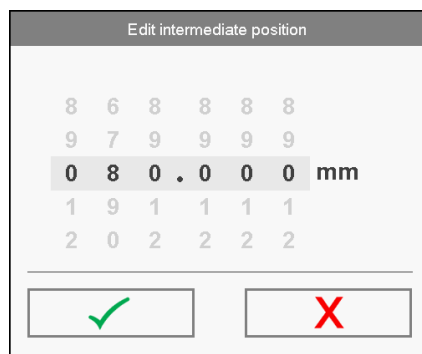 Edit intermediate position
8 6 8 8 8 8
9 7 9 9 9 9
0 8 0 . 0 0 0 mm
1 9 1 1 1 1
2 0 2 2 2 2
X